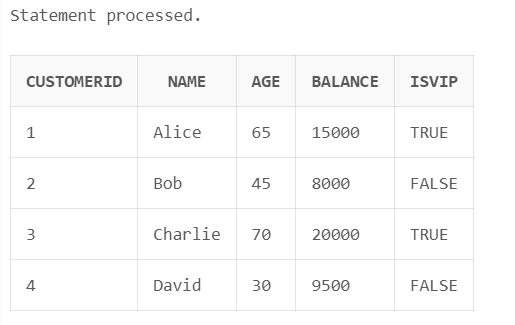 Statement processed.
CUSTOMERID NAME AGE BALANCE ISVIP
1 Alice 65 15000 TRUE
2 Bob 45 8000 FALSE
3 Charlie 70 20000 TRUE
4 David 30 9500 FALSE